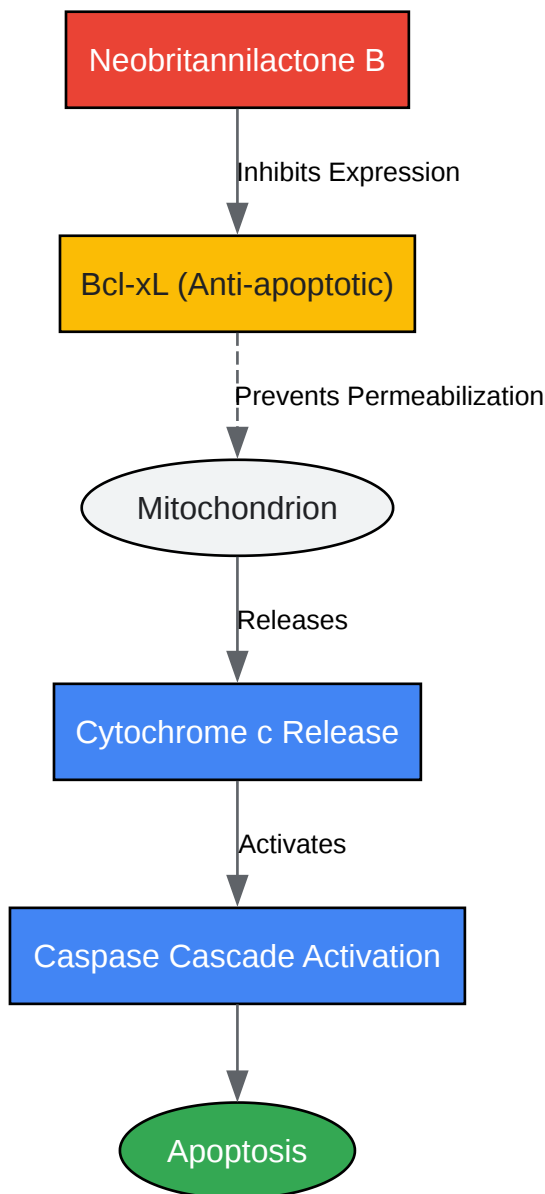 Neobritannilactone B
Inhibits Expression
Bcl-xL (Anti-apoptotic)
Prevents Permeabilization
Mitochondrion
Releases
Cytochrome c Release
Activates
Caspase Cascade Activation
Apoptosis